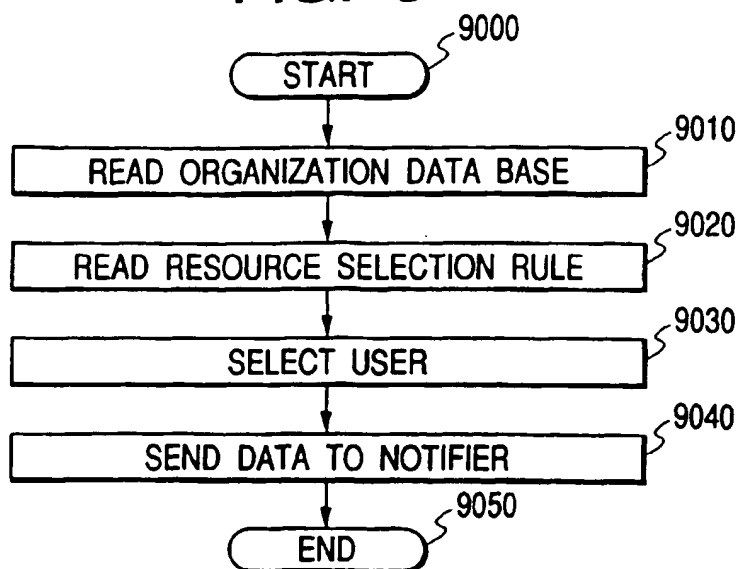 9000
START
9010
READ ORGANIZATION DATA BASE
9020
READ RESOURCE SELECTION RULE
9030
SELECT USER
9040
SEND DATA TO NOTIFIER
9050
END